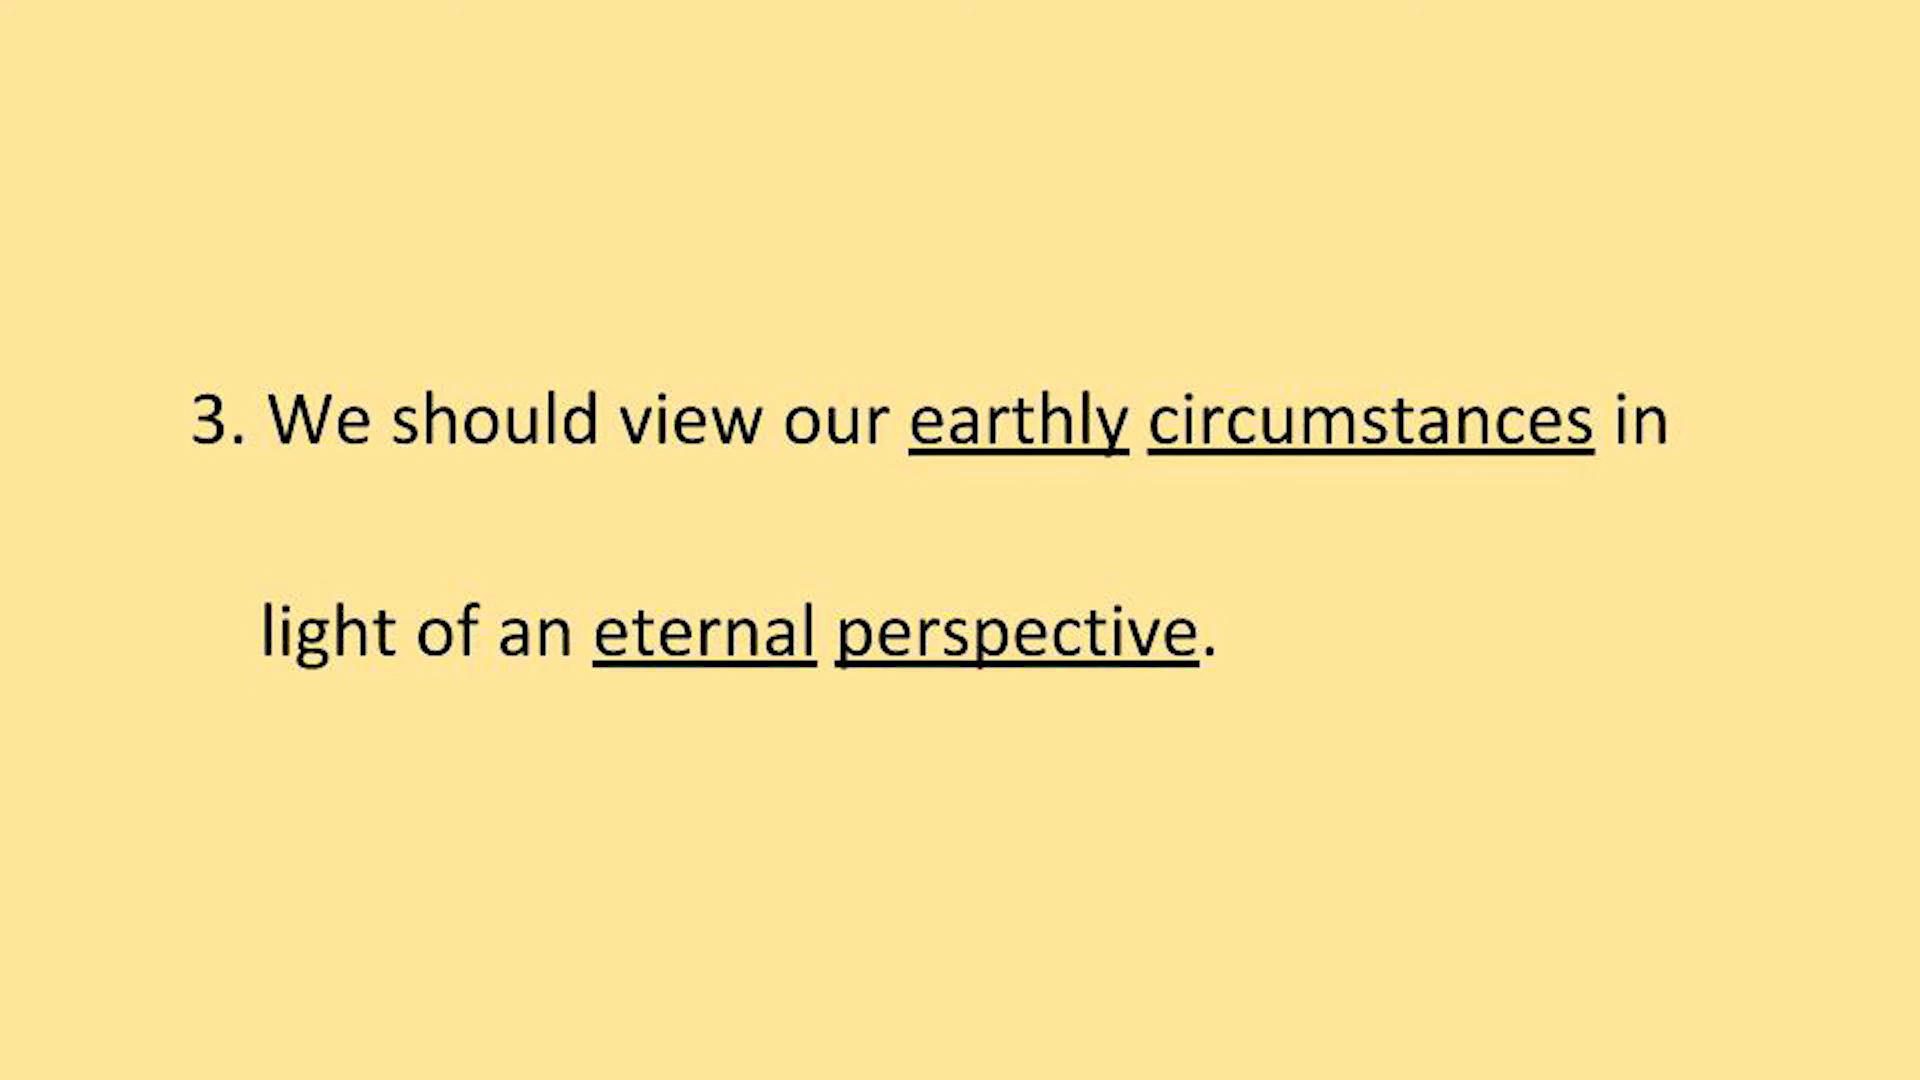 3. We should view our earthly circumstances in
light of an eternal perspective.